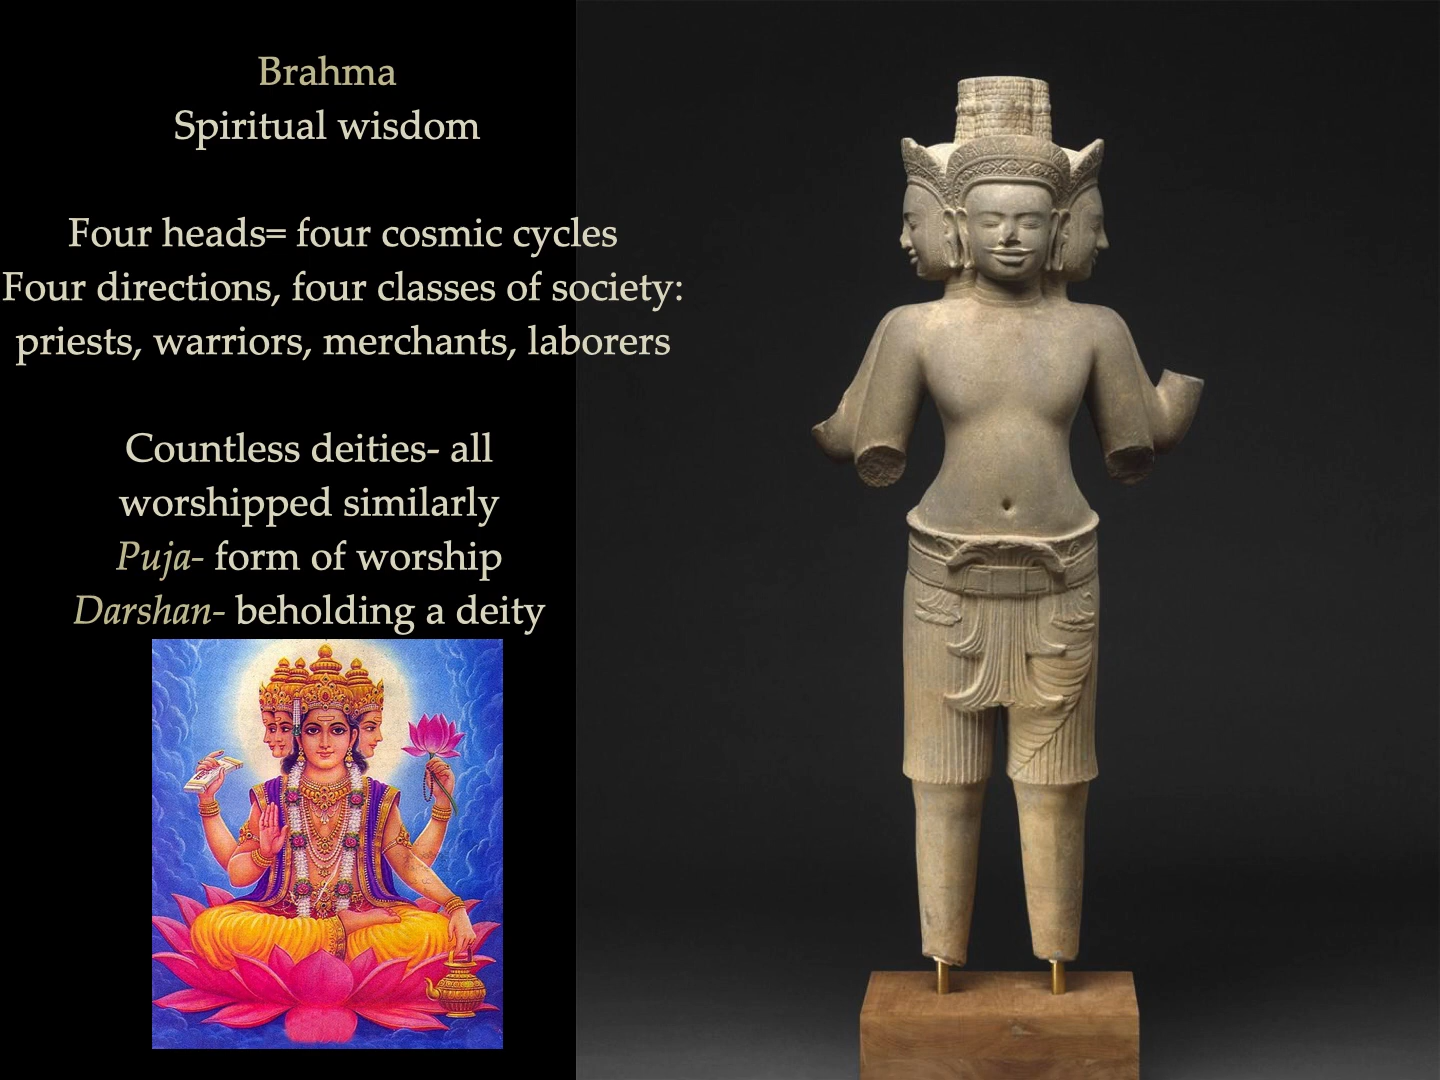 Brahma
Spiritual wisdom
Four heads= four cosmic cycles
Four directions, four classes of society:
priests, warriors, merchants, laborers
Countless deities- all
worshipped similarly
Puja- form of worship
Darshan- beholding a deity